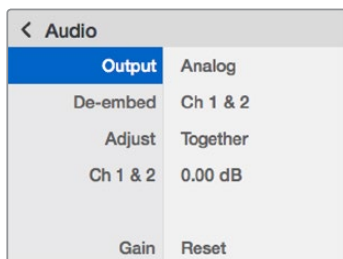 < Audio
Output Analog
De-embed Ch 1 & 2
Adjust Together
Ch 1 & 2 0.00 dB
Gain Reset